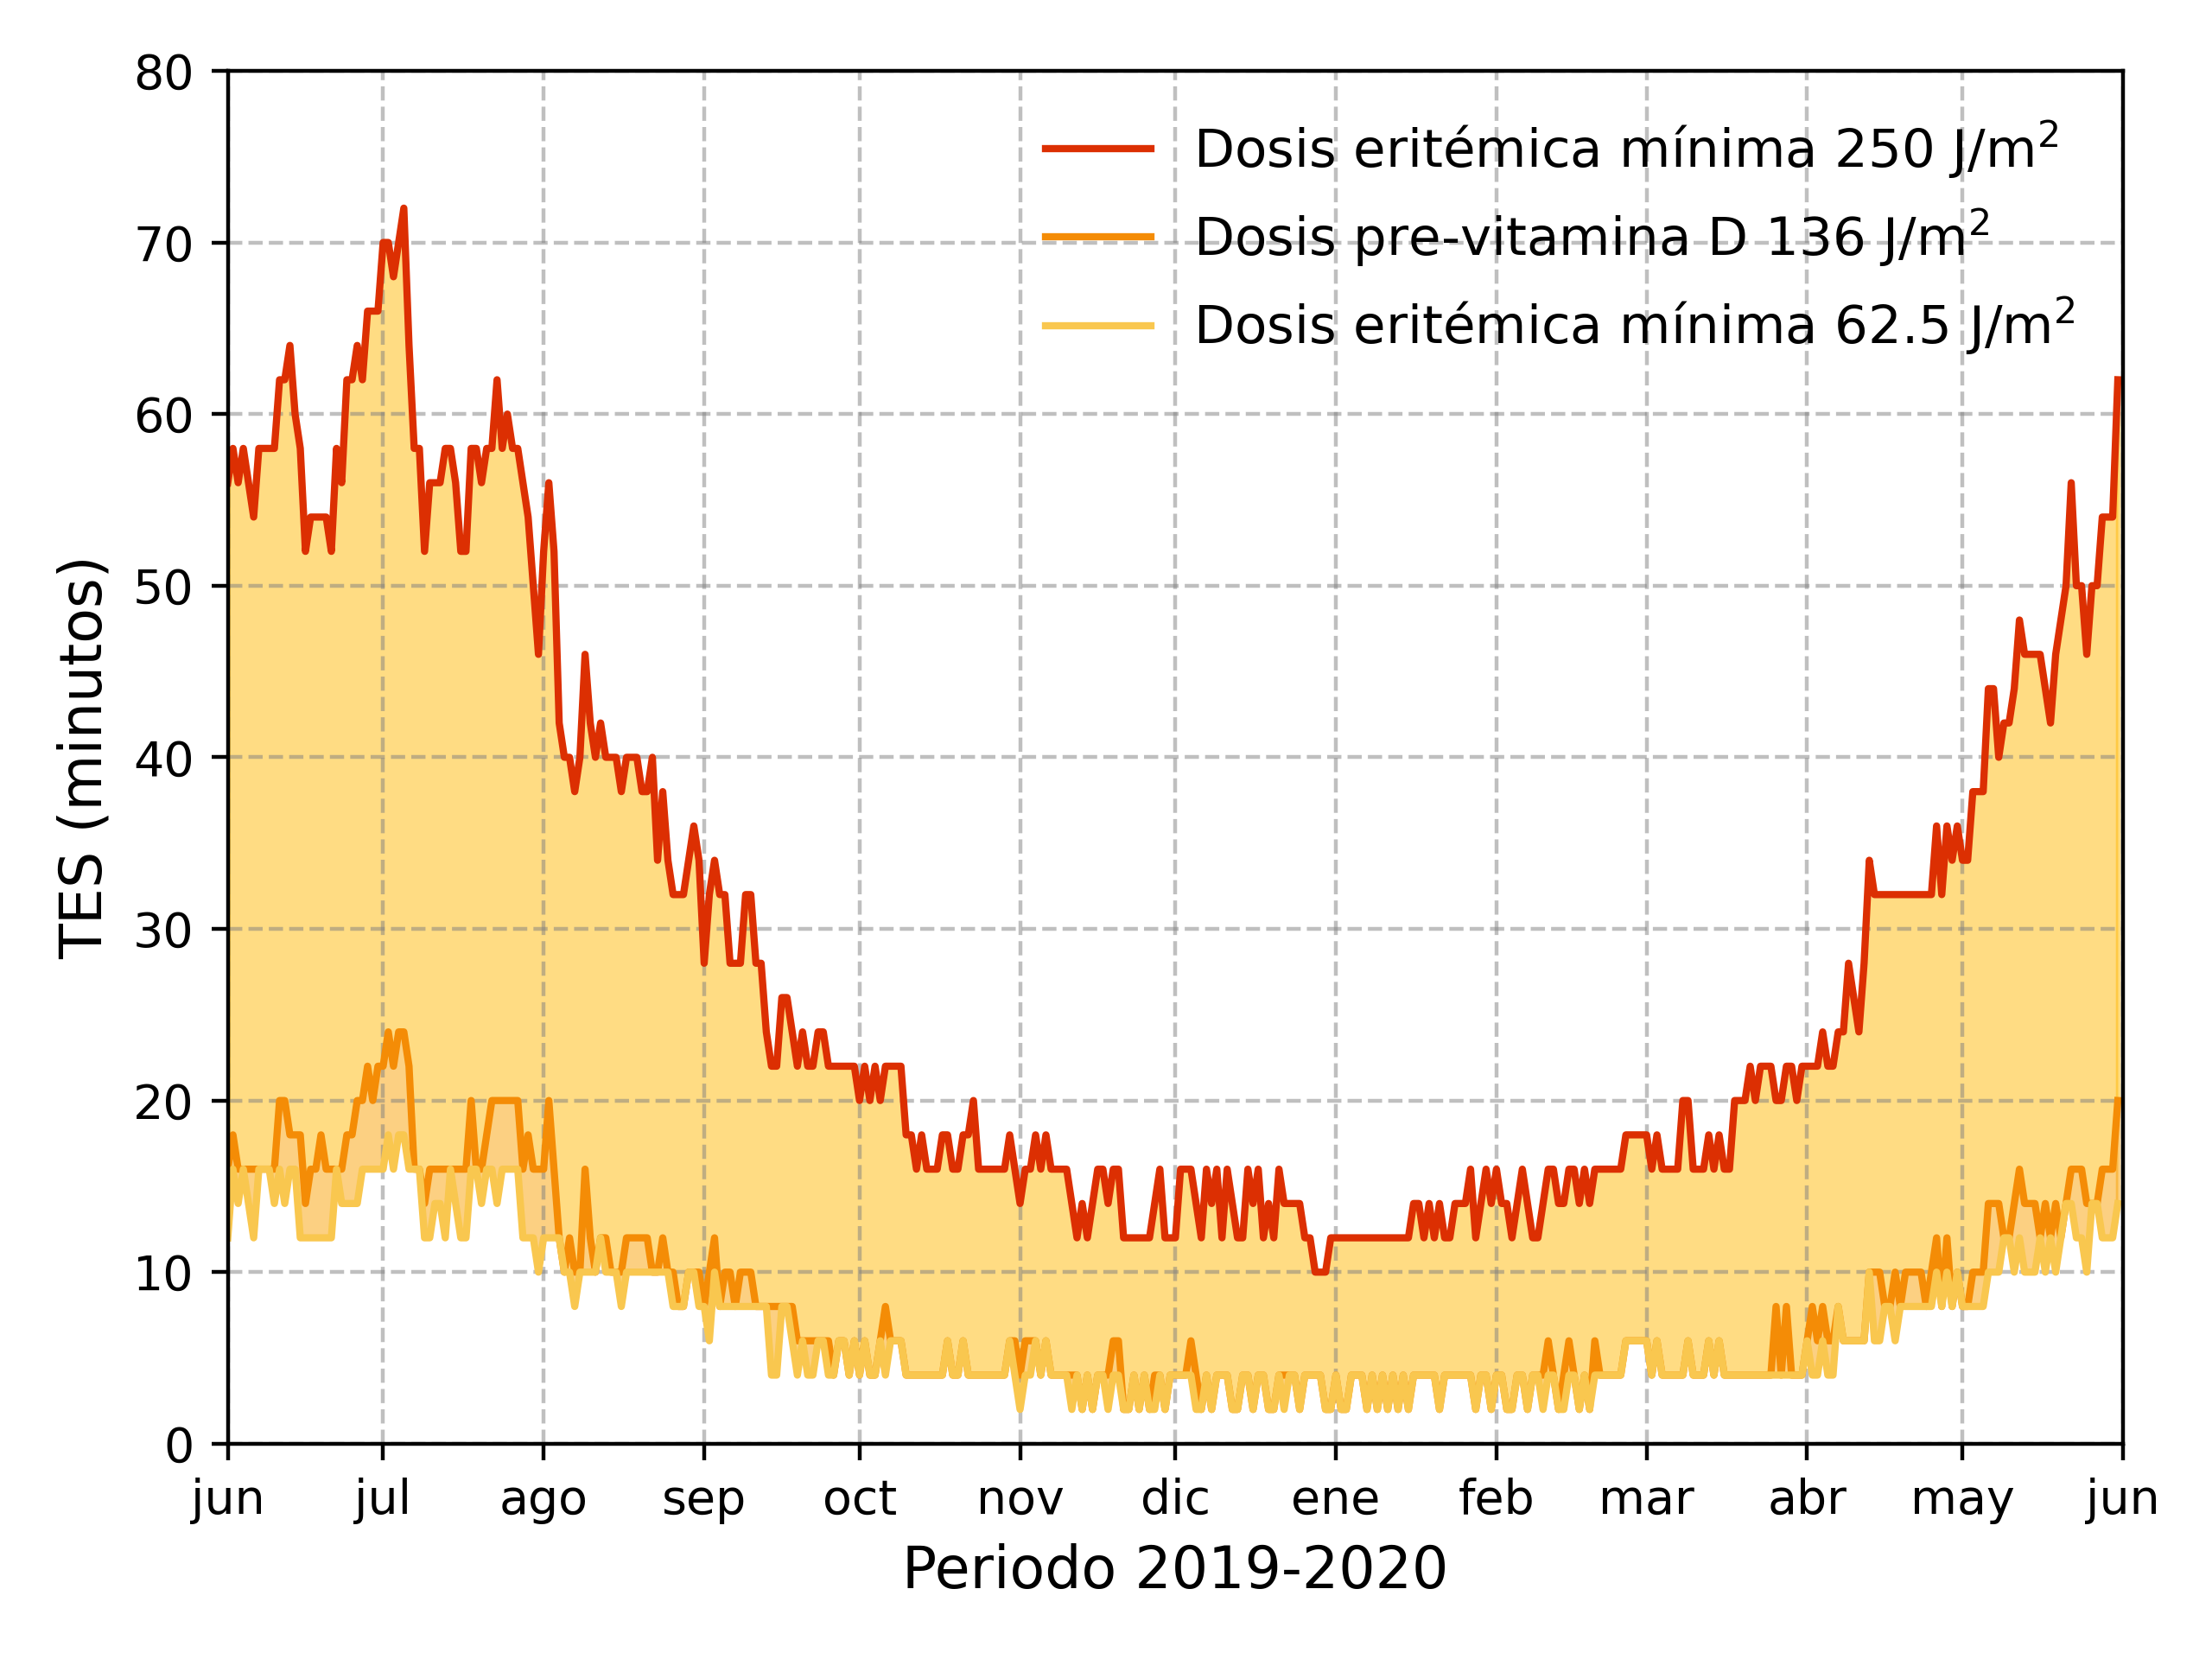 80
70
60
50
40
30
20
10
0
TES (minutos)
Dosis eritémica mínima 250 J/m²
Dosis pre-vitamina D 136 J/m²
Dosis eritémica mínima 62.5 J/m²
jun jul ago sep oct nov dic ene feb mar abr may jun
Periodo 2019-2020